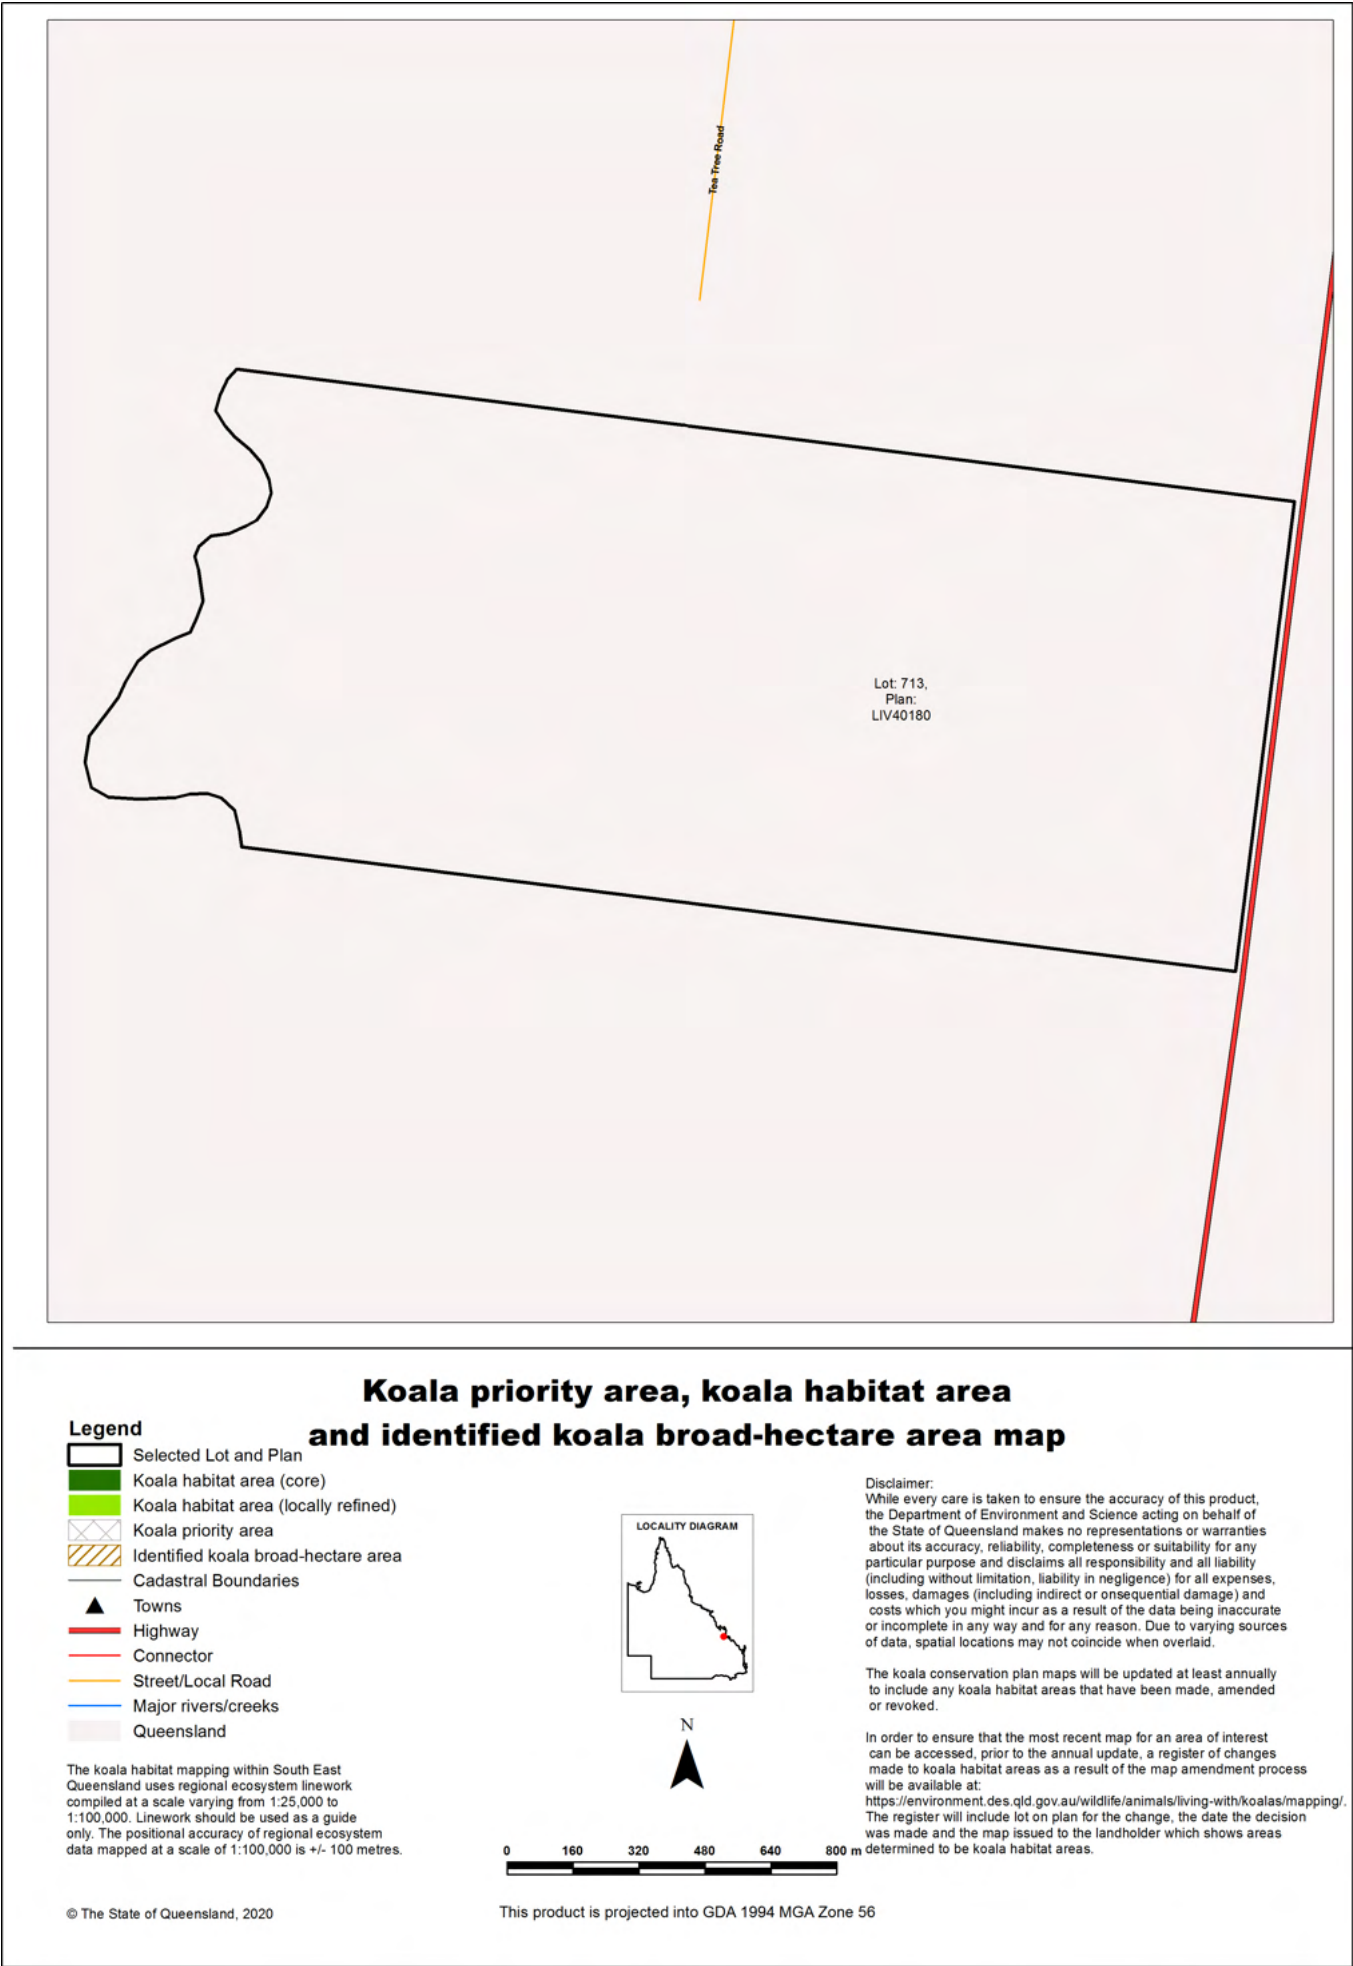 Tea Tree Road
Lot: 713,
Plan:
LIV40180
Koala priority area, koala habitat area
and identified koala broad-hectare area map
Legend
Selected Lot and Plan
Koala habitat area (core)
Koala habitat area (locally refined)
Koala priority area
Identified koala broad-hectare area
Cadastral Boundaries
Towns
Highway
Connector
Street/Local Road
Major rivers/creeks
Queensland
The koala habitat mapping within South East
Queensland uses regional ecosystem linework
compiled at a scale varying from 1:25,000 to
1:100,000. Linework should be used as a guide
only. The positional accuracy of regional ecosystem
data mapped at a scale of 1:100,000 is +/- 100 metres.
© The State of Queensland, 2020
LOCALITY DIAGRAM
N
0 160 320 480 640 800 m
This product is projected into GDA 1994 MGA Zone 56
Disclaimer:
While every care is taken to ensure the accuracy of this product,
the Department of Environment and Science acting on behalf of
the State of Queensland makes no representations or warranties
about its accuracy, reliability, completeness or suitability for any
particular purpose and disclaims all responsibility and all liability
(including without limitation, liability in negligence) for all expenses,
losses, damages (including indirect or onsequential damage) and
costs which you might incur as a result of the data being inaccurate
or incomplete in any way and for any reason. Due to varying sources
of data, spatial locations may not coincide when overlaid.
The koala conservation plan maps will be updated at least annually
to include any koala habitat areas that have been made, amended
or revoked.
In order to ensure that the most recent map for an area of interest
can be accessed, prior to the annual update, a register of changes
made to koala habitat areas as a result of the map amendment process
will be available at:
https://environment.des.qld.gov.au/wildlife/animals/living-with/koalas/mapping/.
The register will include lot on plan for the change, the date the decision
was made and the map issued to the landholder which shows areas
determined to be koala habitat areas.